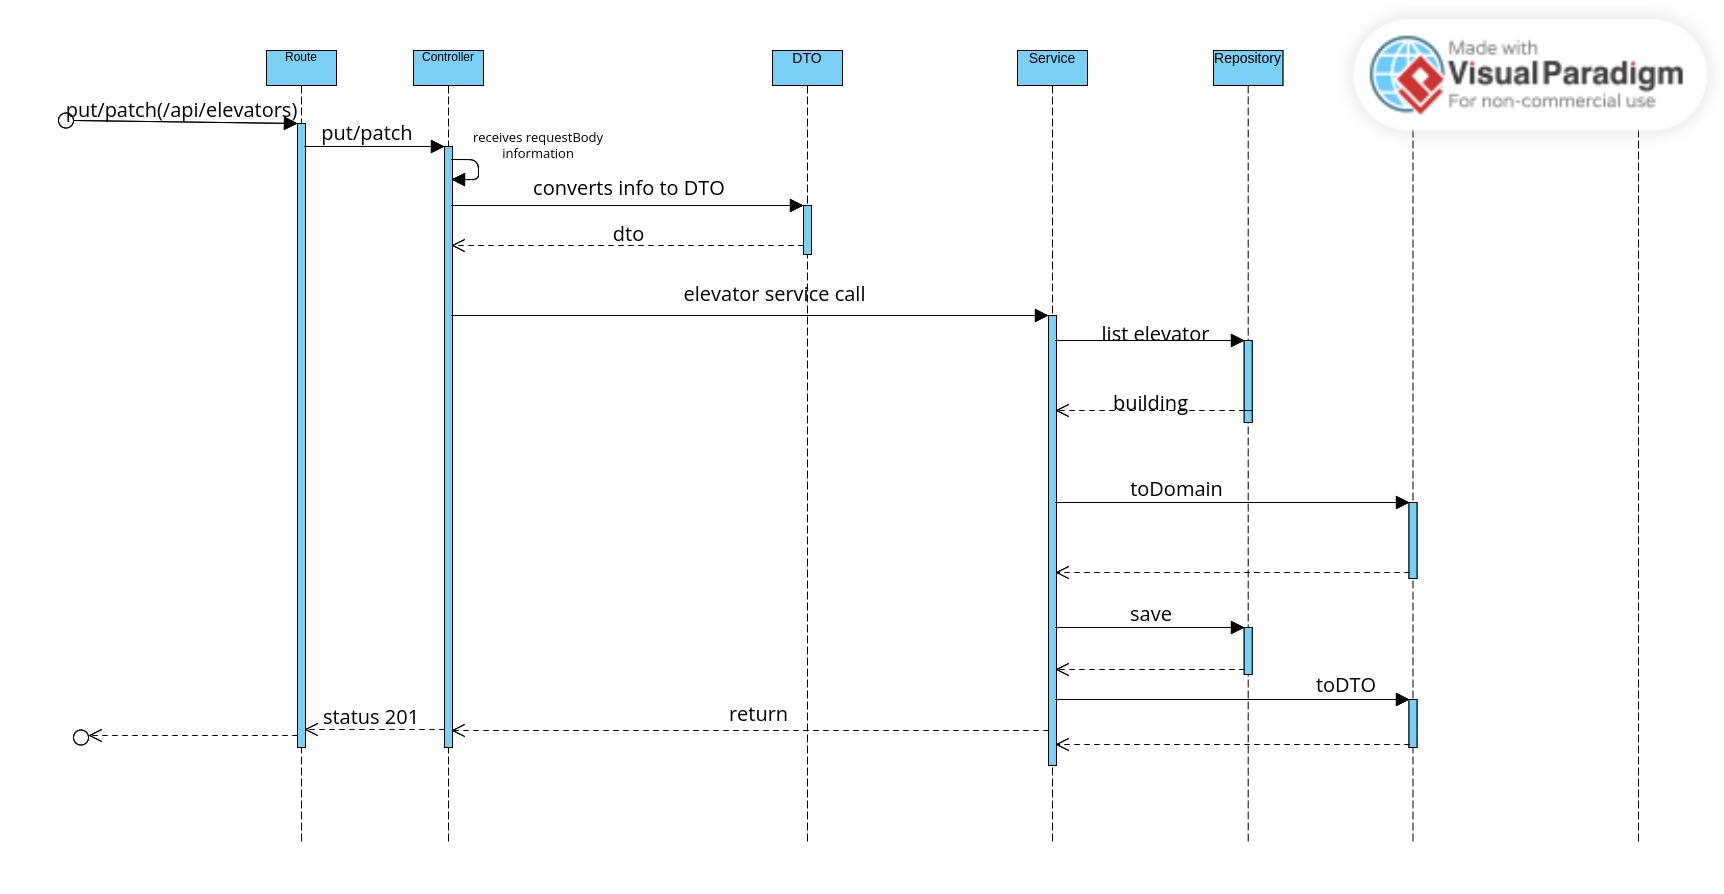 Route
Controller
DTO
Service
Repository
Made with
Visual Paradigm
For non-commercial use
put/patch(/api/elevators)
put/patch
receives requestBody
information
converts info to DTO
dto
elevator service call
list elevator
building
toDomain
save
toDTO
return
status 201